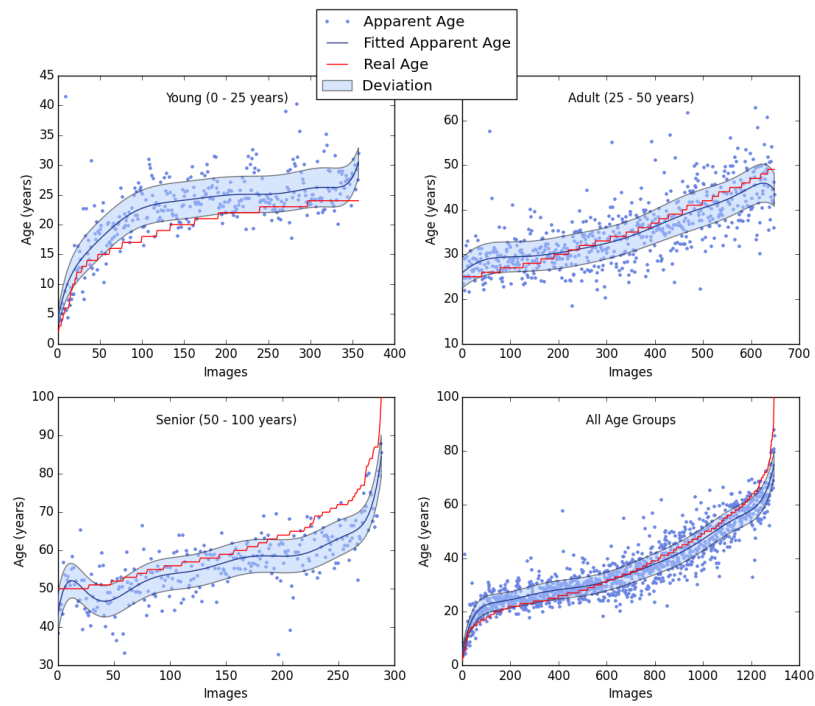 Apparent Age
Fitted Apparent Age
Real Age
Deviation
Young (0 - 25 years)
45
40
35
30
25
20
15
10
5
0
0 50 100 150 200 250 300 350 400
Age (years)
Images
Adult (25 - 50 years)
60
50
40
30
20
10
0 100 200 300 400 500 600 700
Age (years)
Images
Senior (50 - 100 years)
100
90
80
70
60
50
40
30
0 50 100 150 200 250 300
Age (years)
Images
All Age Groups
100
80
60
40
20
0
0 200 400 600 800 1000 1200 1400
Age (years)
Images